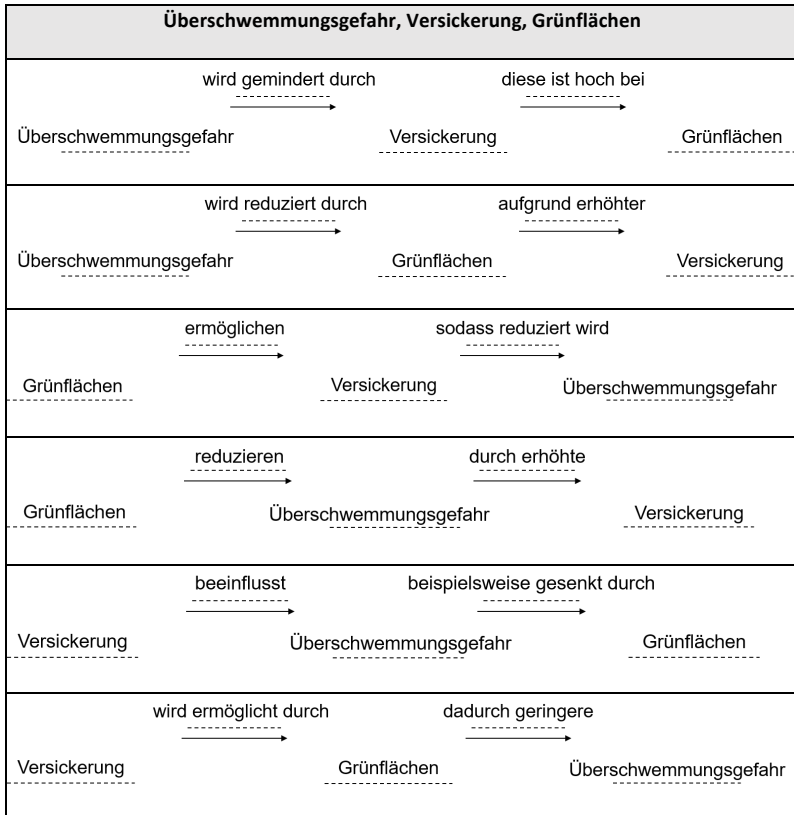 Überschwemmungsgefahr, Versickerung, Grünflächen
wird gemindert durch diese ist hoch bei
Überschwemmungsgefahr Versickerung Grünflächen
wird reduziert durch aufgrund erhöhter
Überschwemmungsgefahr Grünflächen Versickerung
ermöglichen sodass reduziert wird
Grünflächen Versickerung Überschwemmungsgefahr
reduzieren durch erhöhte
Grünflächen Überschwemmungsgefahr Versickerung
beeinflusst beispielsweise gesenkt durch
Versickerung Überschwemmungsgefahr Grünflächen
wird ermöglicht durch dadurch geringere
Versickerung Grünflächen Überschwemmungsgefahr